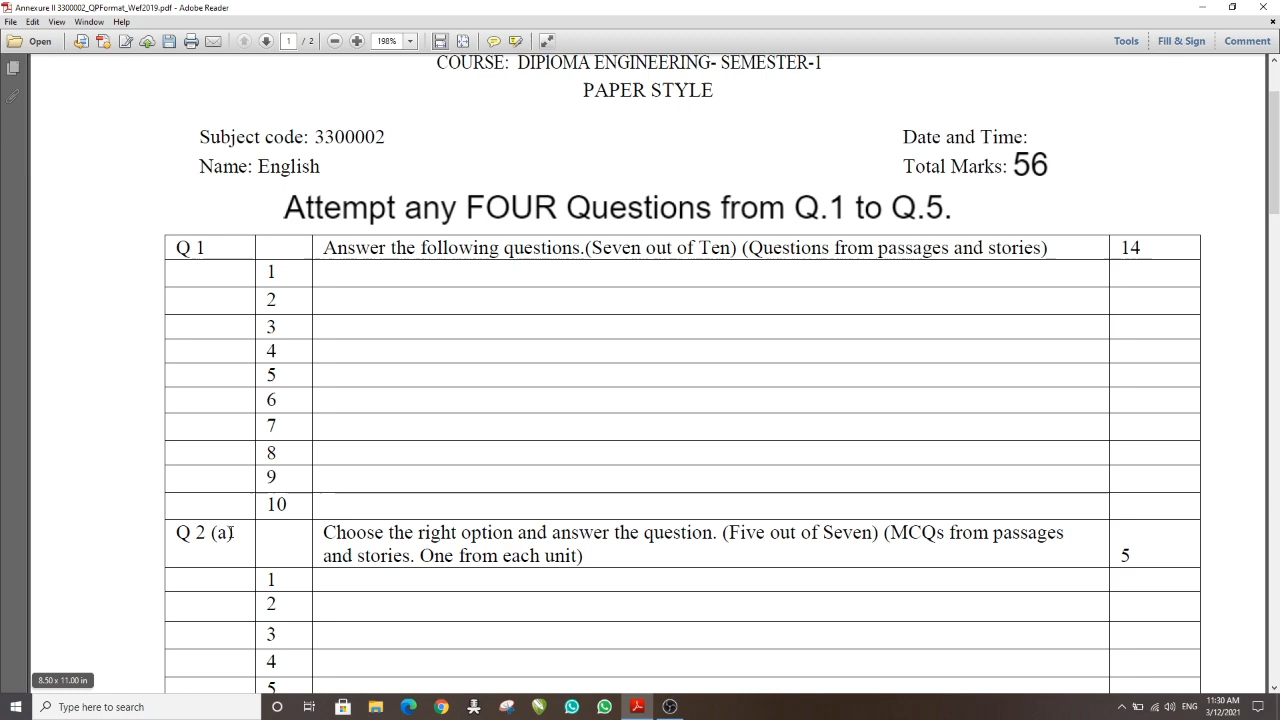 Annexure II 3300002_QPFormat_Wef2019.pdf - Adobe Reader
File Edit View Window Help
Open 1 / 2 198% Tools Fill & Sign Comment
COURSE: DIPIOMA ENGINEERING- SEMESTER-1
PAPER STYLE
Subject code: 3300002 Date and Time:
Name: English Total Marks: 56
Attempt any FOUR Questions from Q.1 to Q.5.
Q 1 Answer the following questions.(Seven out of Ten) (Questions from passages and stories) 14
1
2
3
4
5
6
7
8
9
10
Q 2 (a) Choose the right option and answer the question. (Five out of Seven) (MCQs from passages
and stories. One from each unit) 5
1
2
3
4
5
8.50 x 11.00 in
Type here to search ENG 11:30 AM
3/12/2021